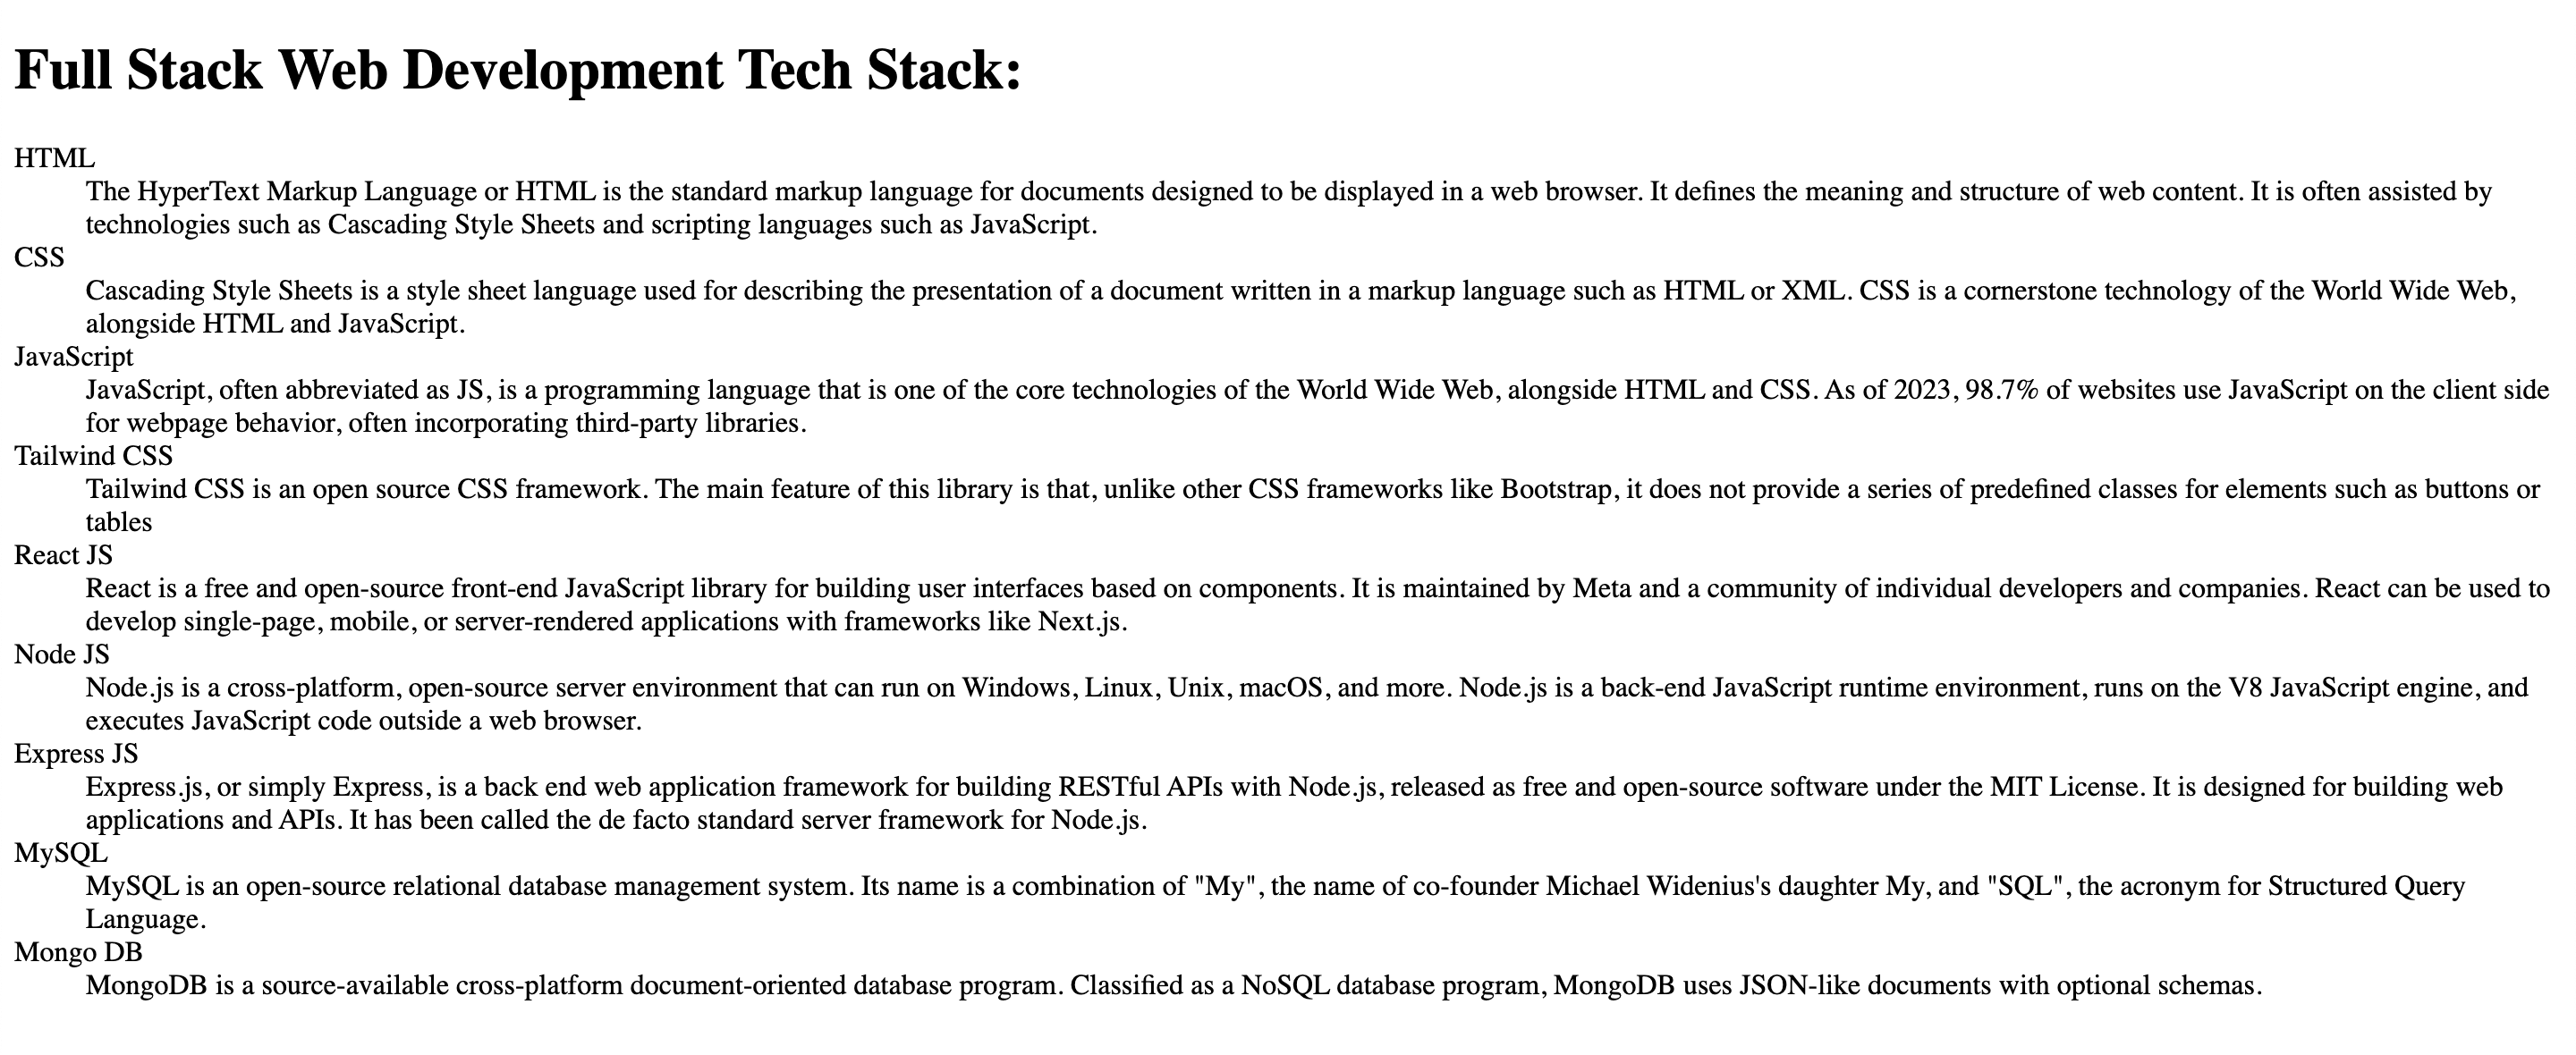 Full Stack Web Development Tech Stack:
HTML
The HyperText Markup Language or HTML is the standard markup language for documents designed to be displayed in a web browser. It defines the meaning and structure of web content. It is often assisted by
technologies such as Cascading Style Sheets and scripting languages such as JavaScript.
CSS
Cascading Style Sheets is a style sheet language used for describing the presentation of a document written in a markup language such as HTML or XML. CSS is a cornerstone technology of the World Wide Web,
alongside HTML and JavaScript.
JavaScript
JavaScript, often abbreviated as JS, is a programming language that is one of the core technologies of the World Wide Web, alongside HTML and CSS. As of 2023, 98.7% of websites use JavaScript on the client side
for webpage behavior, often incorporating third-party libraries.
Tailwind CSS
Tailwind CSS is an open source CSS framework. The main feature of this library is that, unlike other CSS frameworks like Bootstrap, it does not provide a series of predefined classes for elements such as buttons or
tables
React JS
React is a free and open-source front-end JavaScript library for building user interfaces based on components. It is maintained by Meta and a community of individual developers and companies. React can be used to
develop single-page, mobile, or server-rendered applications with frameworks like Next.js.
Node JS
Node.js is a cross-platform, open-source server environment that can run on Windows, Linux, Unix, macOS, and more. Node.js is a back-end JavaScript runtime environment, runs on the V8 JavaScript engine, and
executes JavaScript code outside a web browser.
Express JS
Express.js, or simply Express, is a back end web application framework for building RESTful APIs with Node.js, released as free and open-source software under the MIT License. It is designed for building web
applications and APIs. It has been called the de facto standard server framework for Node.js.
MySQL
MySQL is an open-source relational database management system. Its name is a combination of "My", the name of co-founder Michael Widenius's daughter My, and "SQL", the acronym for Structured Query
Language.
Mongo DB
MongoDB is a source-available cross-platform document-oriented database program. Classified as a NoSQL database program, MongoDB uses JSON-like documents with optional schemas.